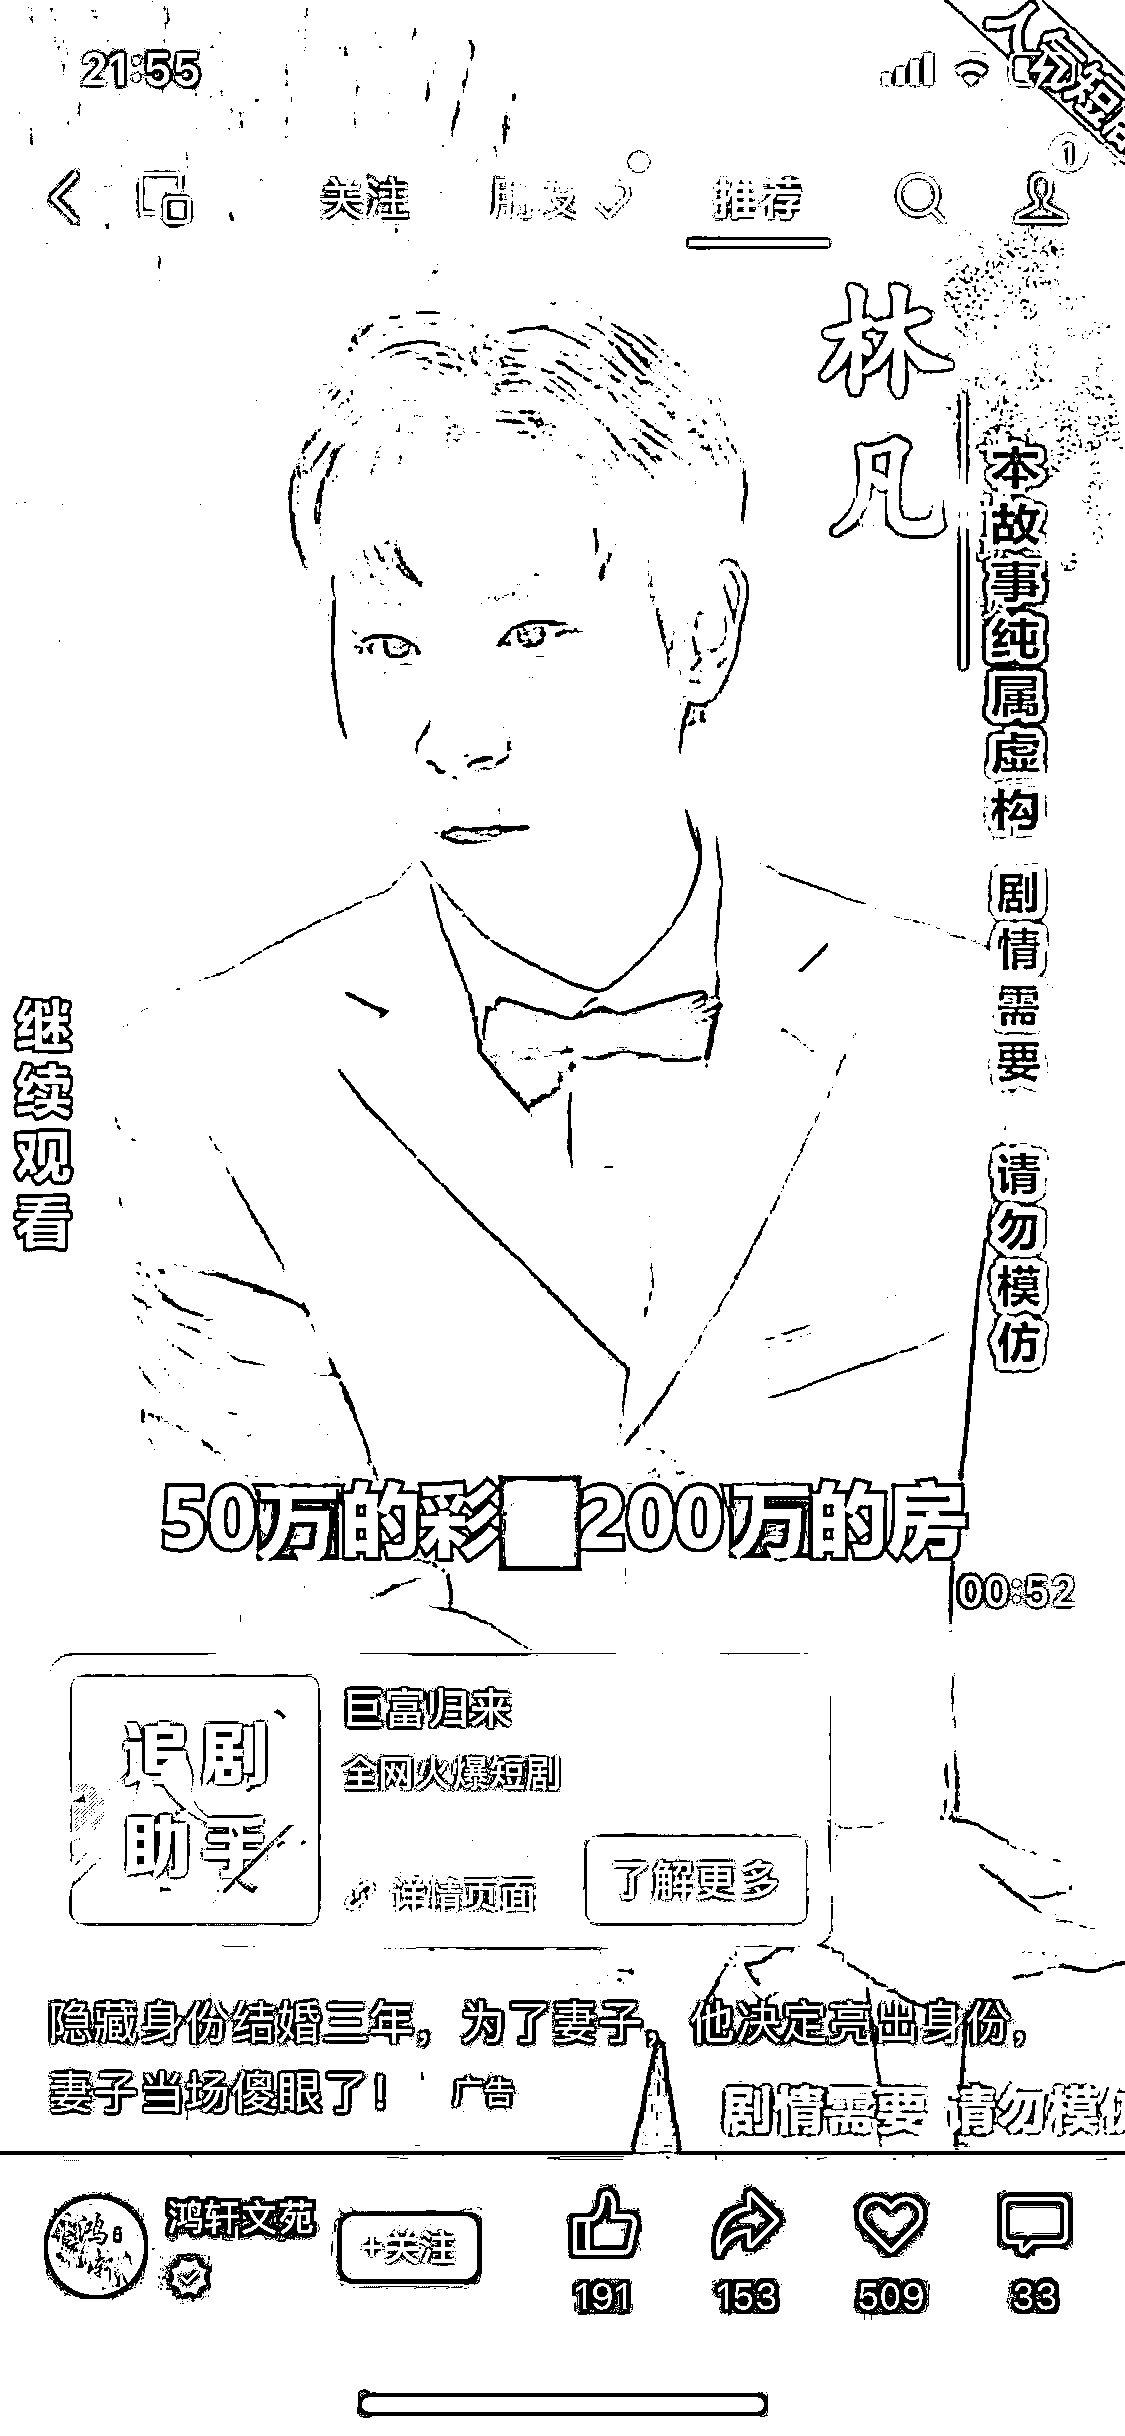 21:55
人气短剧
1
关注
朋友
推荐
林凡
本故事纯属虚构 剧情需要 请勿模仿
继续观看
50万的彩 200万的房
00:52
追剧
助手
巨富归来
全网火爆短剧
详情页面
了解更多
隐藏身份结婚三年，为了妻子，他决定亮出身份，
妻子当场傻眼了！ 广告
剧情需要 请勿模仿
鸿轩文苑
+关注
191
153
509
33